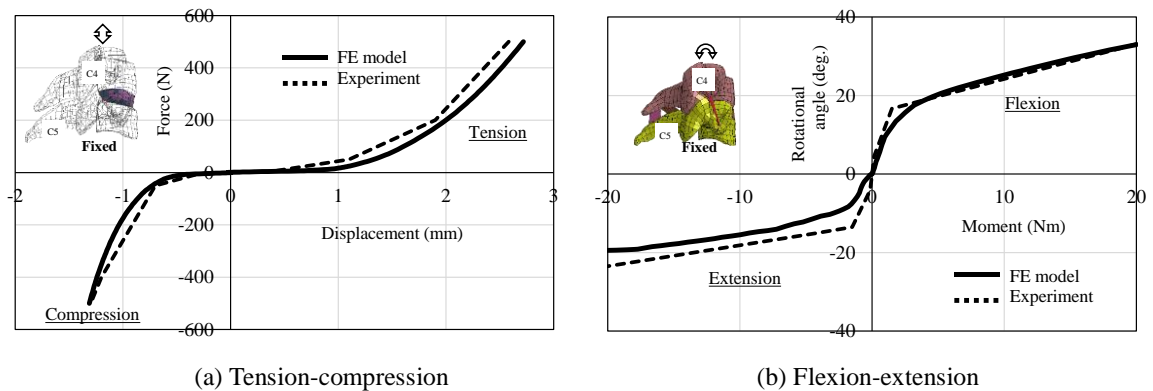 600
400
200
0
-200
-400
-600
-2
-1
0
1
2
3
Force (N)
Displacement (mm)
FE model
Experiment
Tension
Compression
C4
C5
Fixed
(a) Tension-compression
40
20
0
-20
-40
-20
-10
0
10
20
Rotational
angle (deg.)
Moment (Nm)
Flexion
Extension
FE model
Experiment
C4
C5
Fixed
(b) Flexion-extension